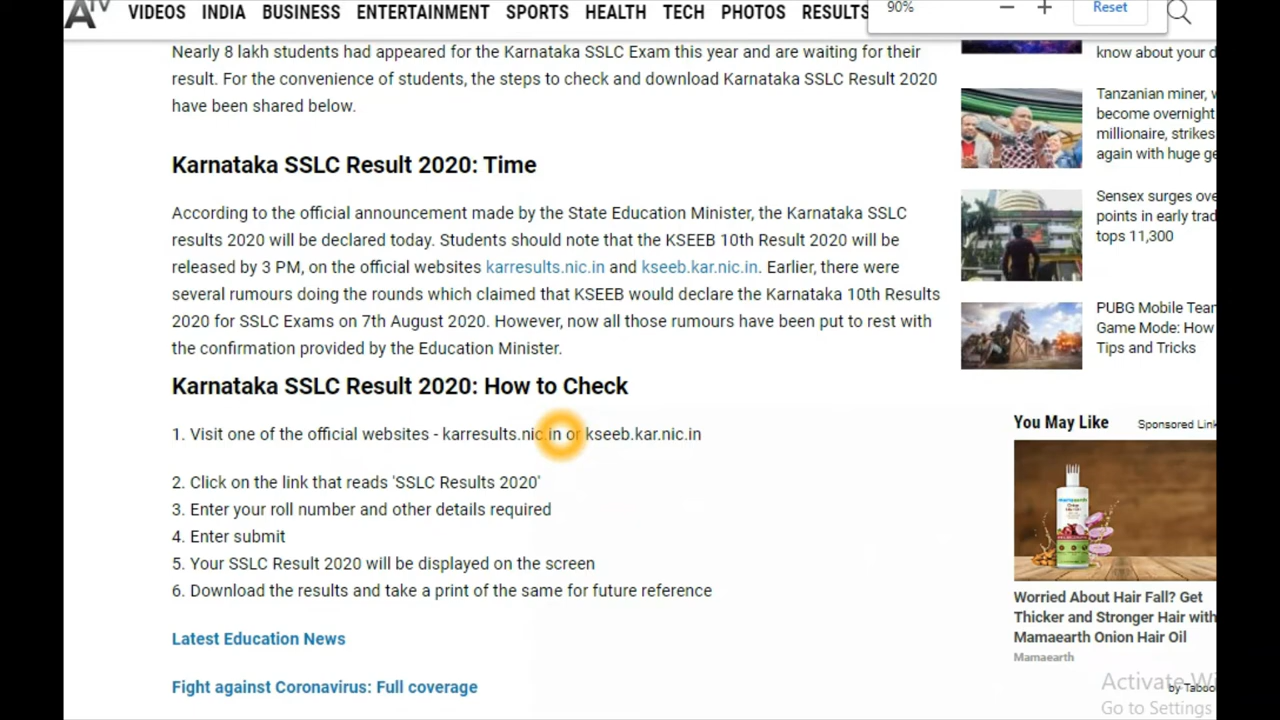 ATV VIDEOS INDIA BUSINESS ENTERTAINMENT SPORTS HEALTH TECH PHOTOS RESULTS
90% − + Reset
Nearly 8 lakh students had appeared for the Karnataka SSLC Exam this year and are waiting for their
result. For the convenience of students, the steps to check and download Karnataka SSLC Result 2020
have been shared below.
Karnataka SSLC Result 2020: Time
According to the official announcement made by the State Education Minister, the Karnataka SSLC
results 2020 will be declared today. Students should note that the KSEEB 10th Result 2020 will be
released by 3 PM, on the official websites karresults.nic.in and kseeb.kar.nic.in. Earlier, there were
several rumours doing the rounds which claimed that KSEEB would declare the Karnataka 10th Results
2020 for SSLC Exams on 7th August 2020. However, now all those rumours have been put to rest with
the confirmation provided by the Education Minister.
Karnataka SSLC Result 2020: How to Check
1. Visit one of the official websites - karresults.nic.in or kseeb.kar.nic.in
2. Click on the link that reads 'SSLC Results 2020'
3. Enter your roll number and other details required
4. Enter submit
5. Your SSLC Result 2020 will be displayed on the screen
6. Download the results and take a print of the same for future reference
Latest Education News
Fight against Coronavirus: Full coverage
know about your d
Tanzanian miner, w
become overnight
millionaire, strikes
again with huge ge
Sensex surges ove
points in early trad
tops 11,300
PUBG Mobile Team
Game Mode: How
Tips and Tricks
You May Like
Sponsored Link
Worried About Hair Fall? Get
Thicker and Stronger Hair with
Mamaearth Onion Hair Oil
Mamaearth
by Taboo
Activate Wi
Go to Settings